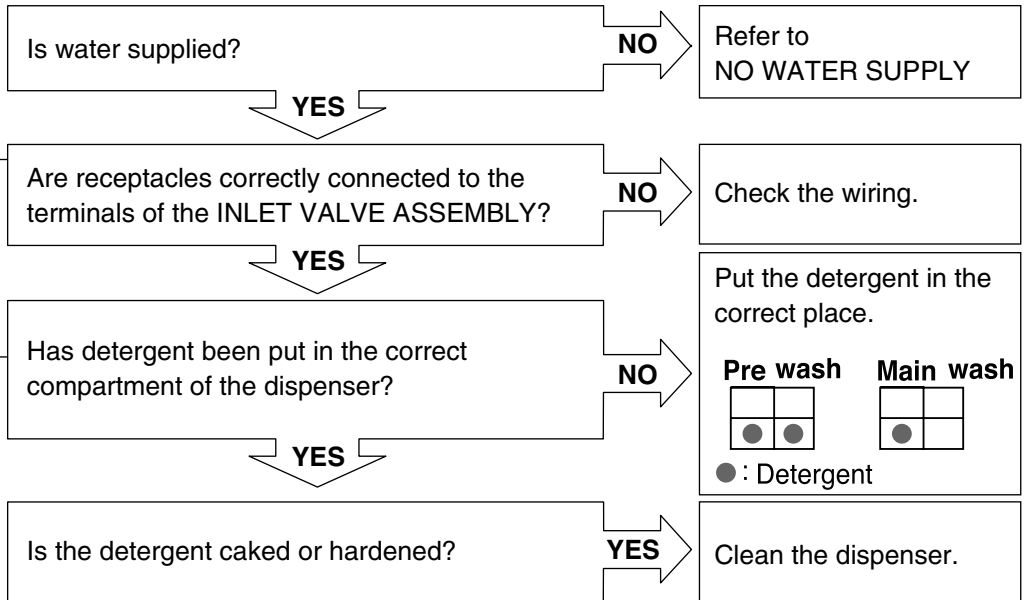 Is water supplied?
NO
Refer to
NO WATER SUPPLY
YES
Are receptacles correctly connected to the
terminals of the INLET VALVE ASSEMBLY?
NO
Check the wiring.
YES
Has detergent been put in the correct
compartment of the dispenser?
NO
Put the detergent in the
correct place.
Pre wash Main wash
: Detergent
YES
Is the detergent caked or hardened?
YES
Clean the dispenser.